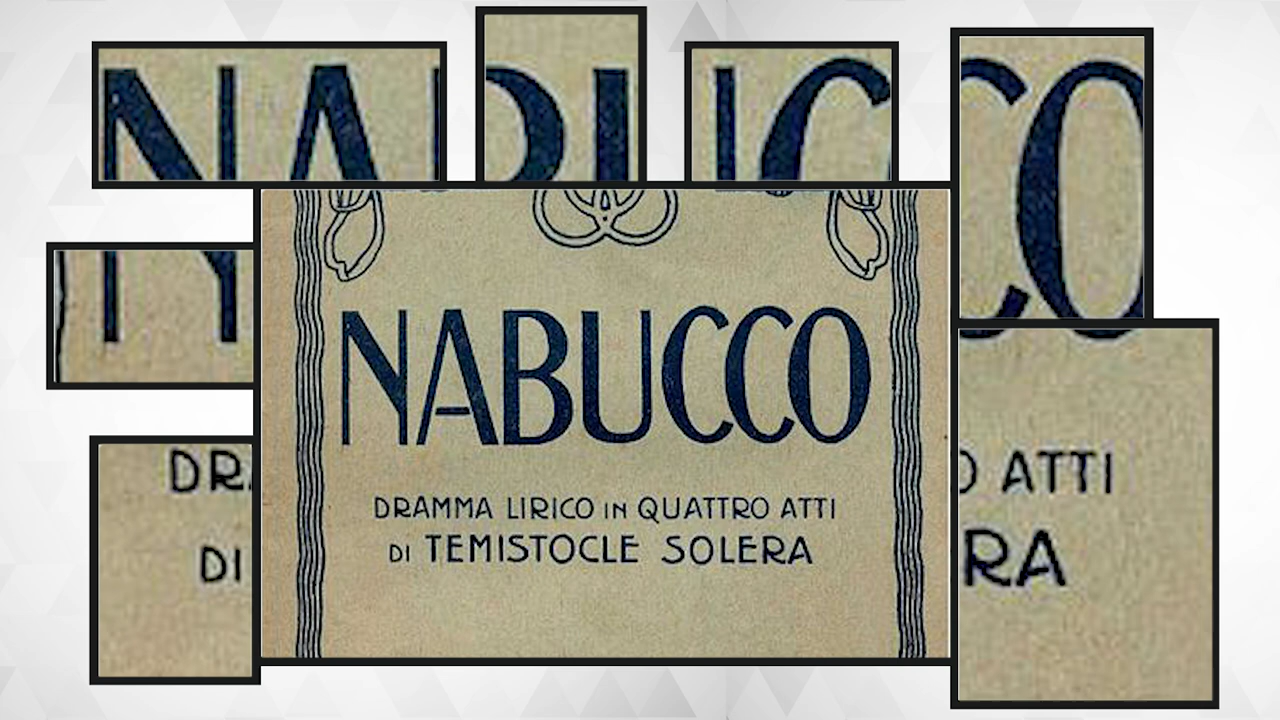 NABUCCO
DRAMMA LIRICO IN QUATTRO ATTI
DI TEMISTOCLE SOLERA